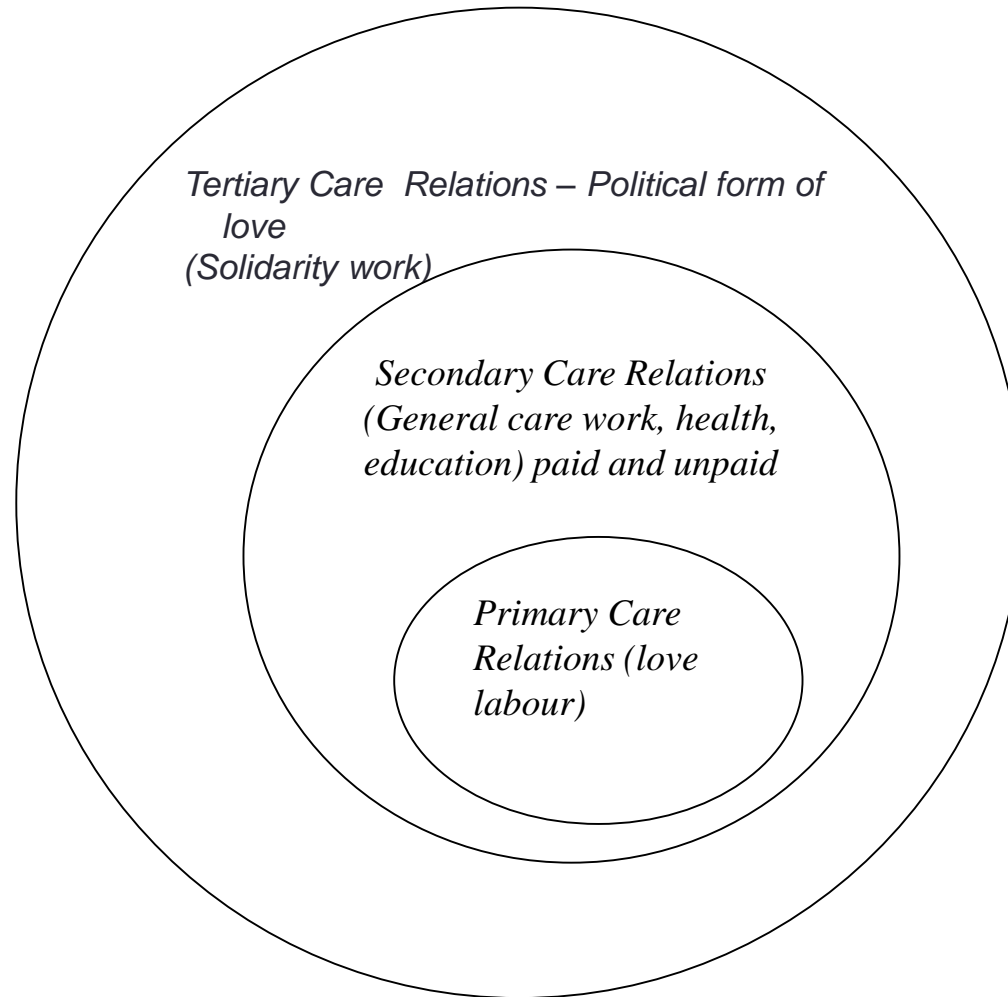 Tertiary Care Relations – Political form of
love
(Solidarity work)
Secondary Care Relations
(General care work, health,
education) paid and unpaid
Primary Care
Relations (love
labour)